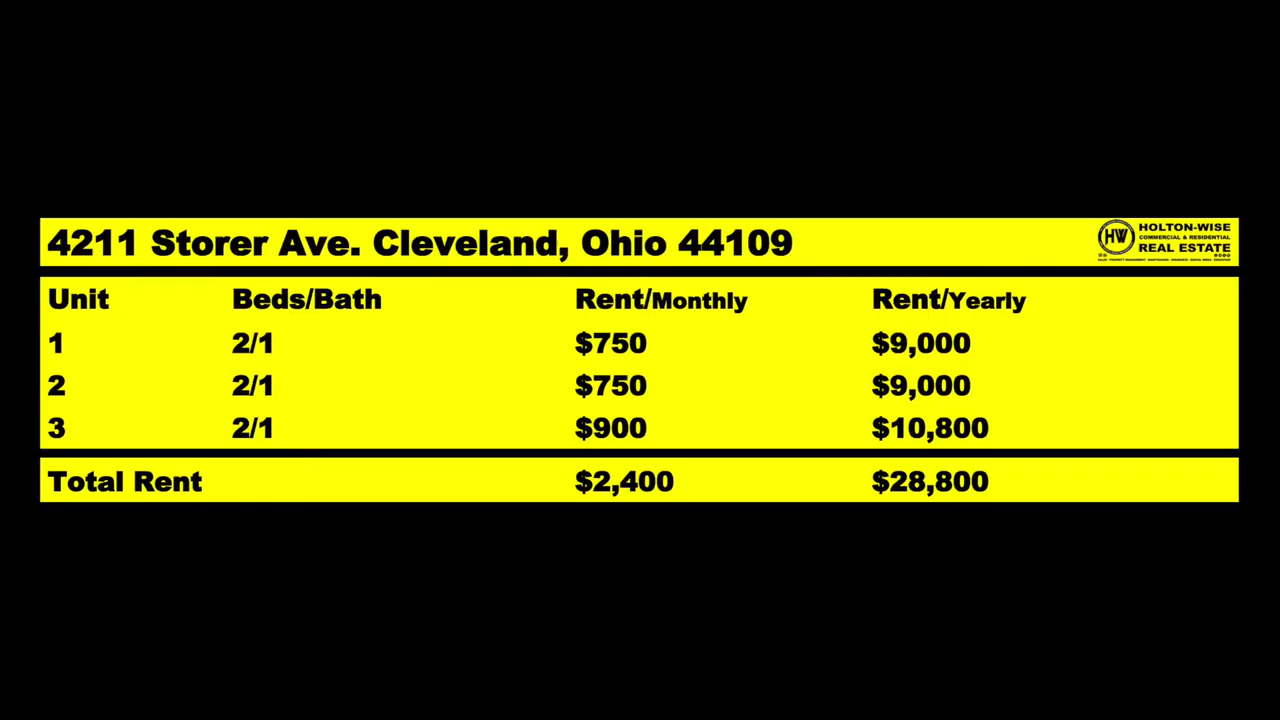 4211 Storer Ave. Cleveland, Ohio 44109
HW
HOLTON-WISE
COMMERCIAL & RESIDENTIAL
REAL ESTATE
Unit Beds/Bath Rent/Monthly Rent/Yearly
1 2/1 $750 $9,000
2 2/1 $750 $9,000
3 2/1 $900 $10,800
Total Rent $2,400 $28,800